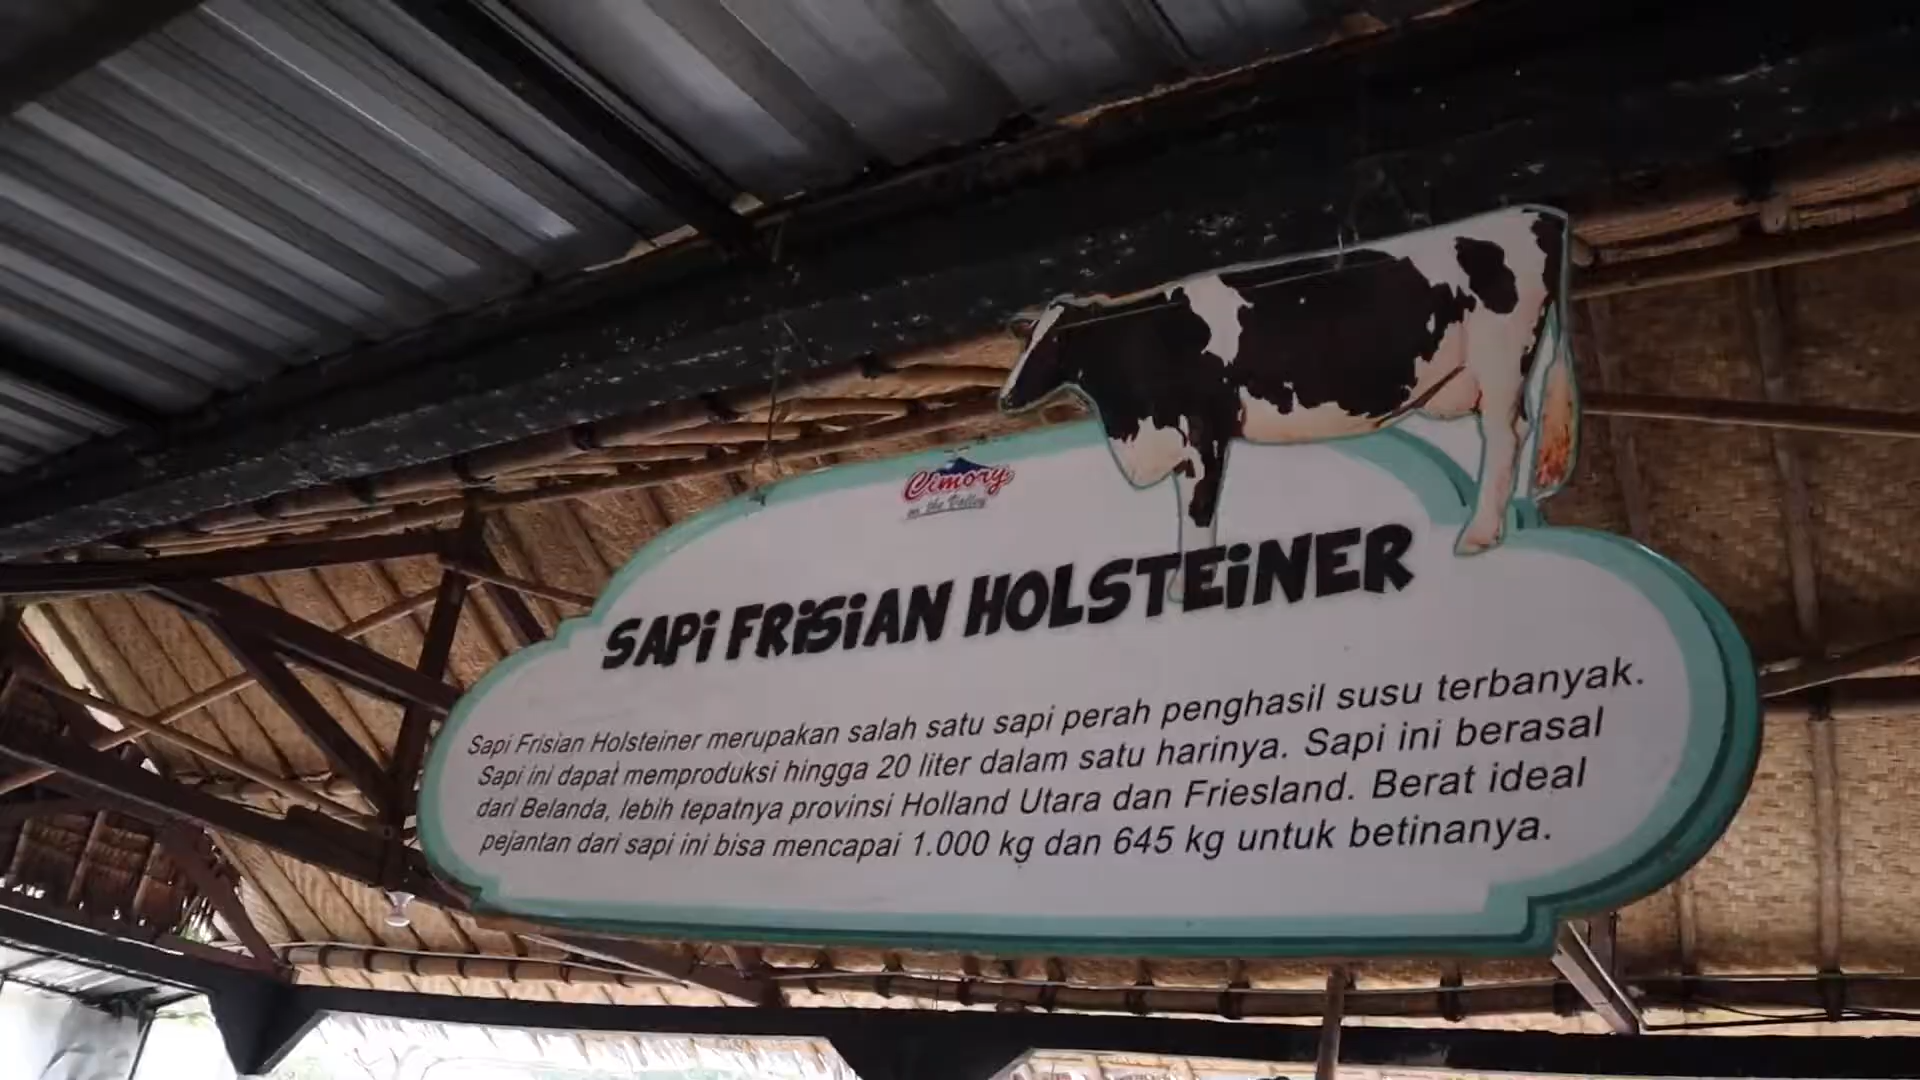 Cimory
on the Valley
SAPi FRiSiAN HOLSTEiNER
Sapi Frisian Holsteiner merupakan salah satu sapi perah penghasil susu terbanyak.
Sapi ini dapat memproduksi hingga 20 liter dalam satu harinya. Sapi ini berasal
dari Belanda, lebih tepatnya provinsi Holland Utara dan Friesland. Berat ideal
pejantan dari sapi ini bisa mencapai 1.000 kg dan 645 kg untuk betinanya.